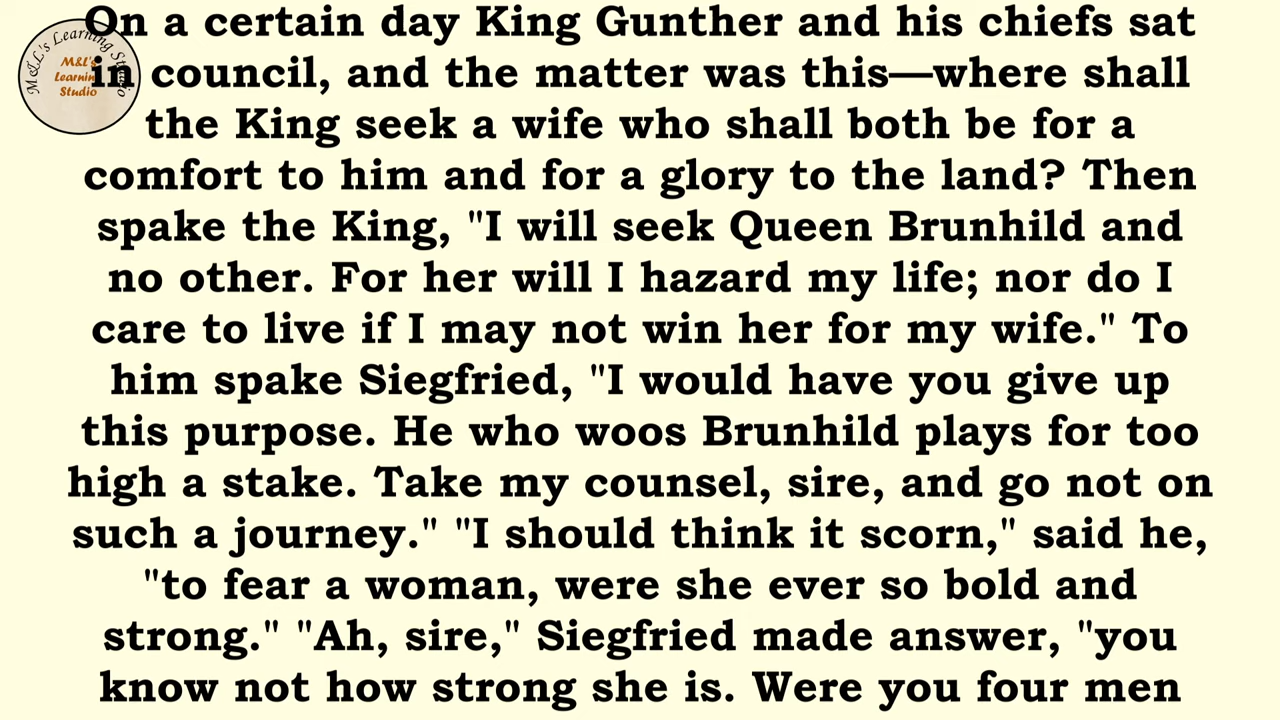 On a certain day King Gunther and his chiefs sat
in council, and the matter was this—where shall
the King seek a wife who shall both be for a
comfort to him and for a glory to the land? Then
spake the King, "I will seek Queen Brunhild and
no other. For her will I hazard my life; nor do I
care to live if I may not win her for my wife." To
him spake Siegfried, "I would have you give up
this purpose. He who woos Brunhild plays for too
high a stake. Take my counsel, sire, and go not on
such a journey." "I should think it scorn," said he,
"to fear a woman, were she ever so bold and
strong." "Ah, sire," Siegfried made answer, "you
know not how strong she is. Were you four men
M&L's Learning Studio
M&L's
Learning
Studio